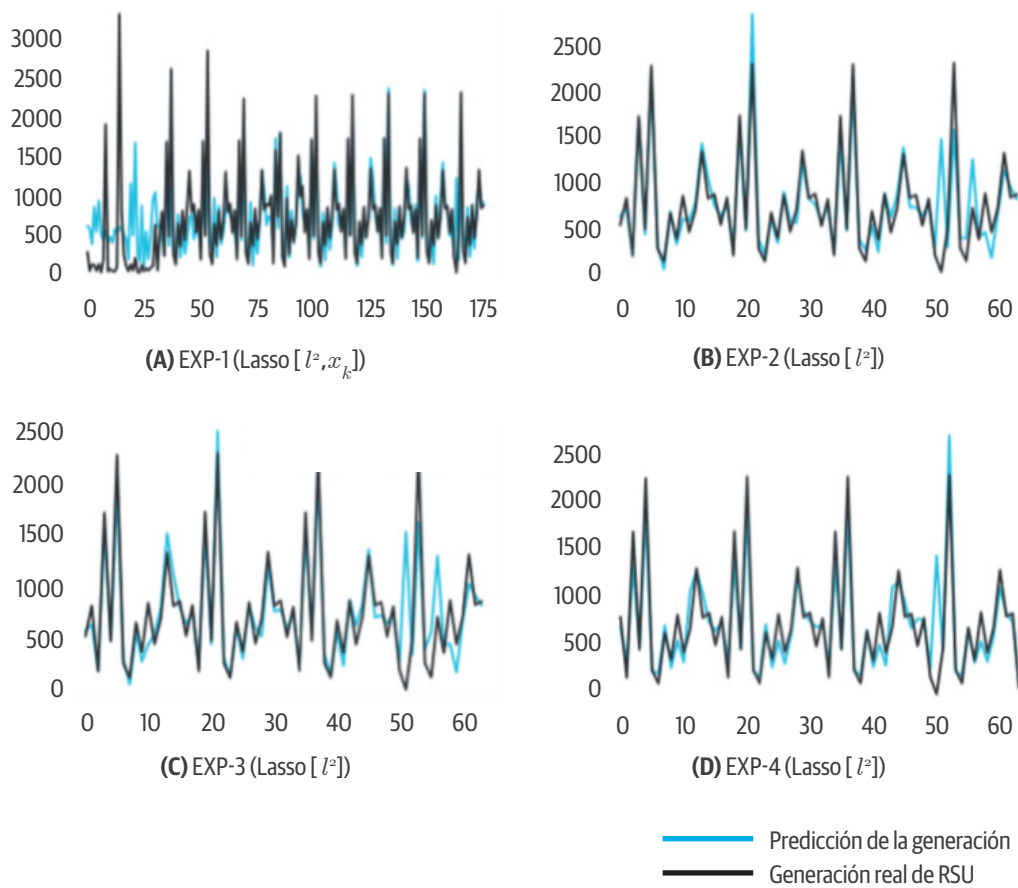 3000
2500
2000
1500
1000
500
0
0 25 50 75 100 125 150 175
(A) EXP-1 (Lasso [ l², xₖ])
2500
2000
1500
1000
500
0
0 10 20 30 40 50 60
(B) EXP-2 (Lasso [ l²])
2500
2000
1500
1000
500
0
0 10 20 30 40 50 60
(C) EXP-3 (Lasso [ l²])
2500
2000
1500
1000
500
0
0 10 20 30 40 50 60
(D) EXP-4 (Lasso [ l²])
Predicción de la generación
Generación real de RSU